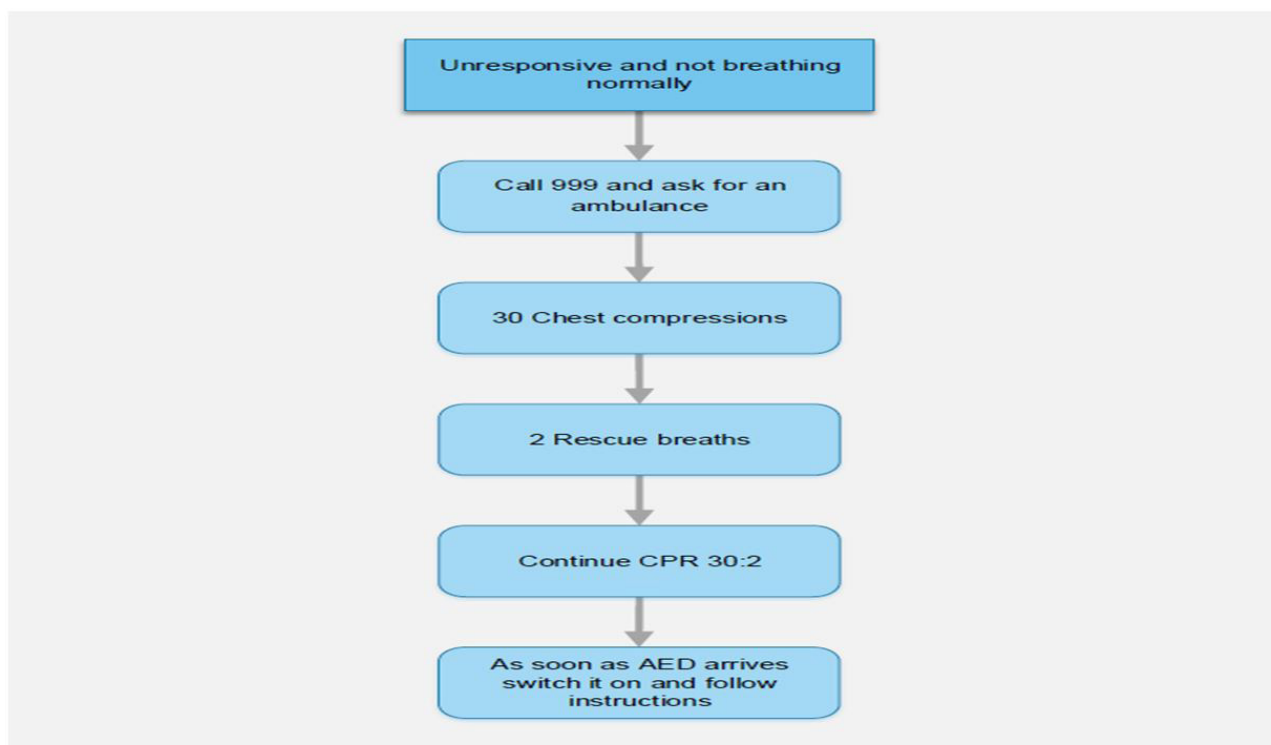 Unresponsive and not breathing
normally
Call 999 and ask for an
ambulance
30 Chest compressions
2 Rescue breaths
Continue CPR 30:2
As soon as AED arrives
switch it on and follow
instructions